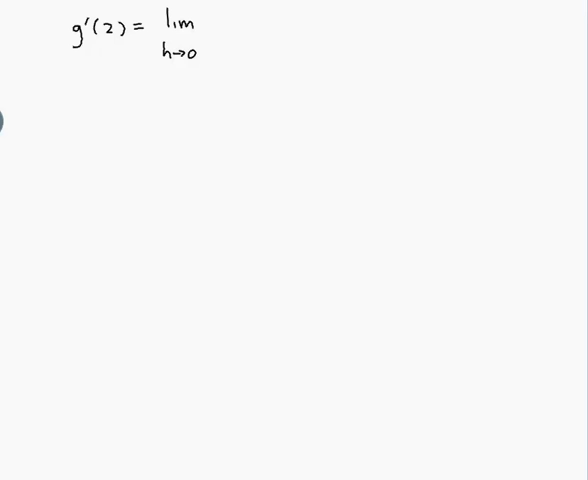 g'(2) = lim
h→0